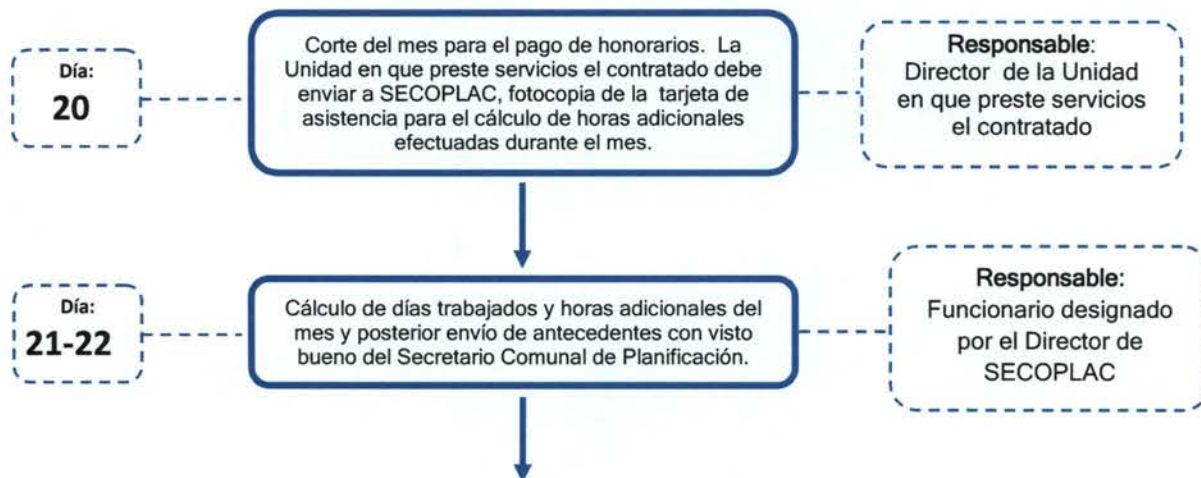 Día:
20
Corte del mes para el pago de honorarios. La
Unidad en que preste servicios el contratado debe
enviar a SECOPLAC, fotocopia de la tarjeta de
asistencia para el cálculo de horas adicionales
efectuadas durante el mes.
Responsable:
Director de la Unidad
en que preste servicios
el contratado
Día:
21-22
Cálculo de días trabajados y horas adicionales del
mes y posterior envío de antecedentes con visto
bueno del Secretario Comunal de Planificación.
Responsable:
Funcionario designado
por el Director de
SECOPLAC